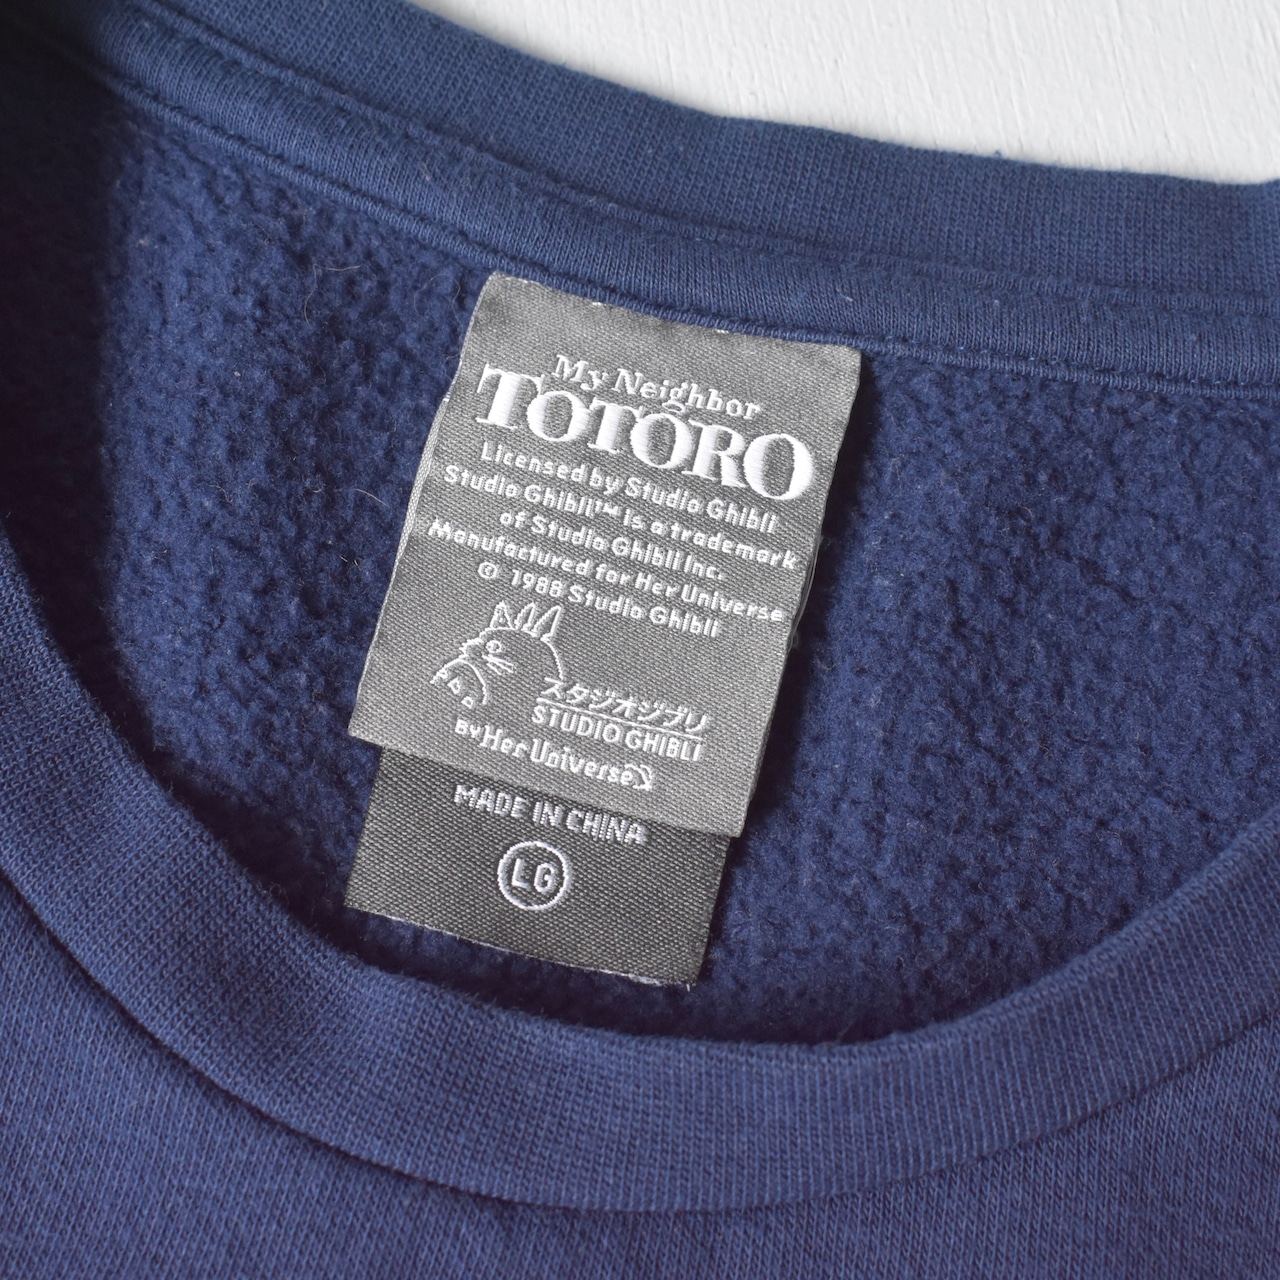 My Neighbor
TOTORO
Licensed by Studio Ghibli
Studio Ghibli™ is a trademark
of Studio Ghibli Inc.
Manufactured for Her Universe
© 1988 Studio Ghibli
スタジオジブリ
STUDIO GHIBLI
BY Her Universe
MADE IN CHINA
LG